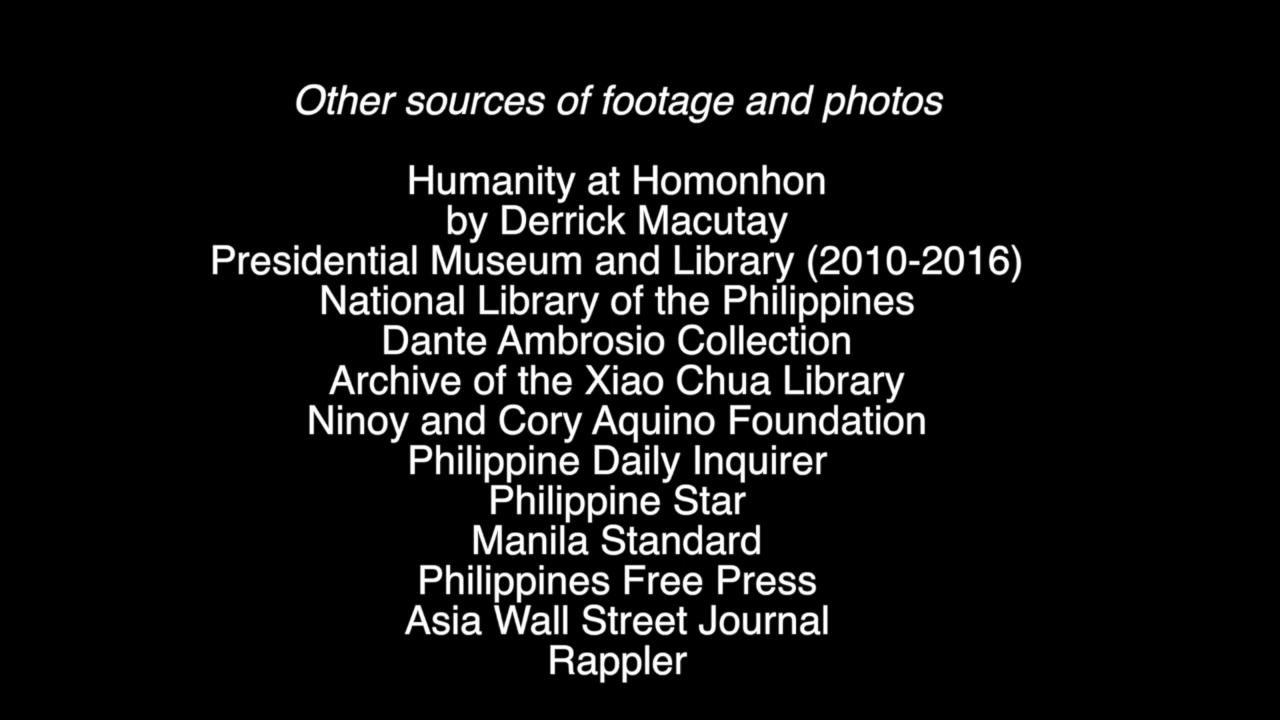 Other sources of footage and photos
Humanity at Homonhon
by Derrick Macutay
Presidential Museum and Library (2010-2016)
National Library of the Philippines
Dante Ambrosio Collection
Archive of the Xiao Chua Library
Ninoy and Cory Aquino Foundation
Philippine Daily Inquirer
Philippine Star
Manila Standard
Philippines Free Press
Asia Wall Street Journal
Rappler